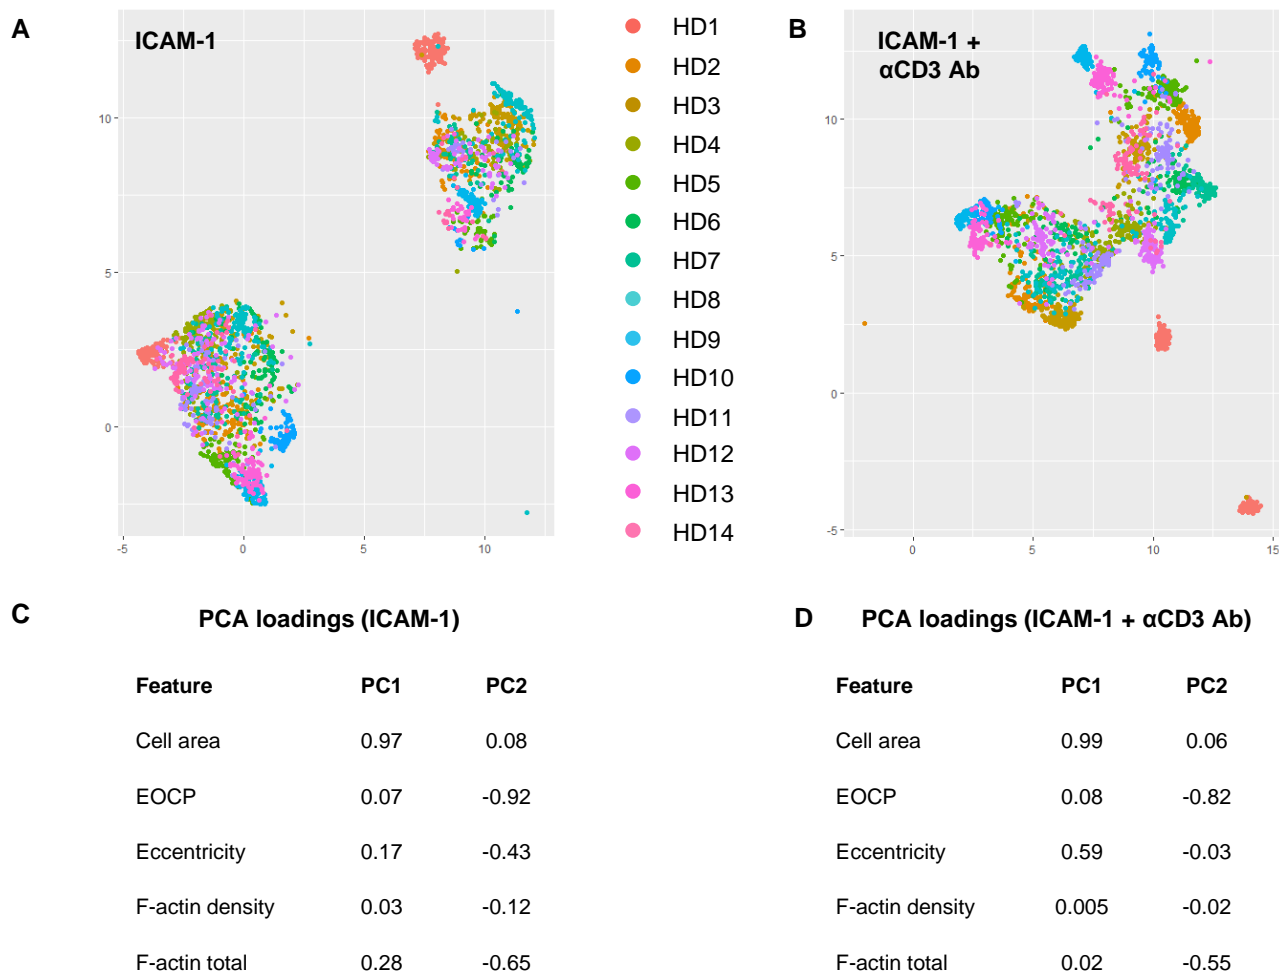 A
ICAM-1
10
5
0
-5
0
5
10
HD1
HD2
HD3
HD4
HD5
HD6
HD7
HD8
HD9
HD10
HD11
HD12
HD13
HD14
B
ICAM-1 +
αCD3 Ab
10
5
0
-5
0
5
10
15
C
PCA loadings (ICAM-1)
Feature PC1 PC2
Cell area 0.97 0.08
EOCP 0.07 -0.92
Eccentricity 0.17 -0.43
F-actin density 0.03 -0.12
F-actin total 0.28 -0.65
D
PCA loadings (ICAM-1 + αCD3 Ab)
Feature PC1 PC2
Cell area 0.99 0.06
EOCP 0.08 -0.82
Eccentricity 0.59 -0.03
F-actin density 0.005 -0.02
F-actin total 0.02 -0.55